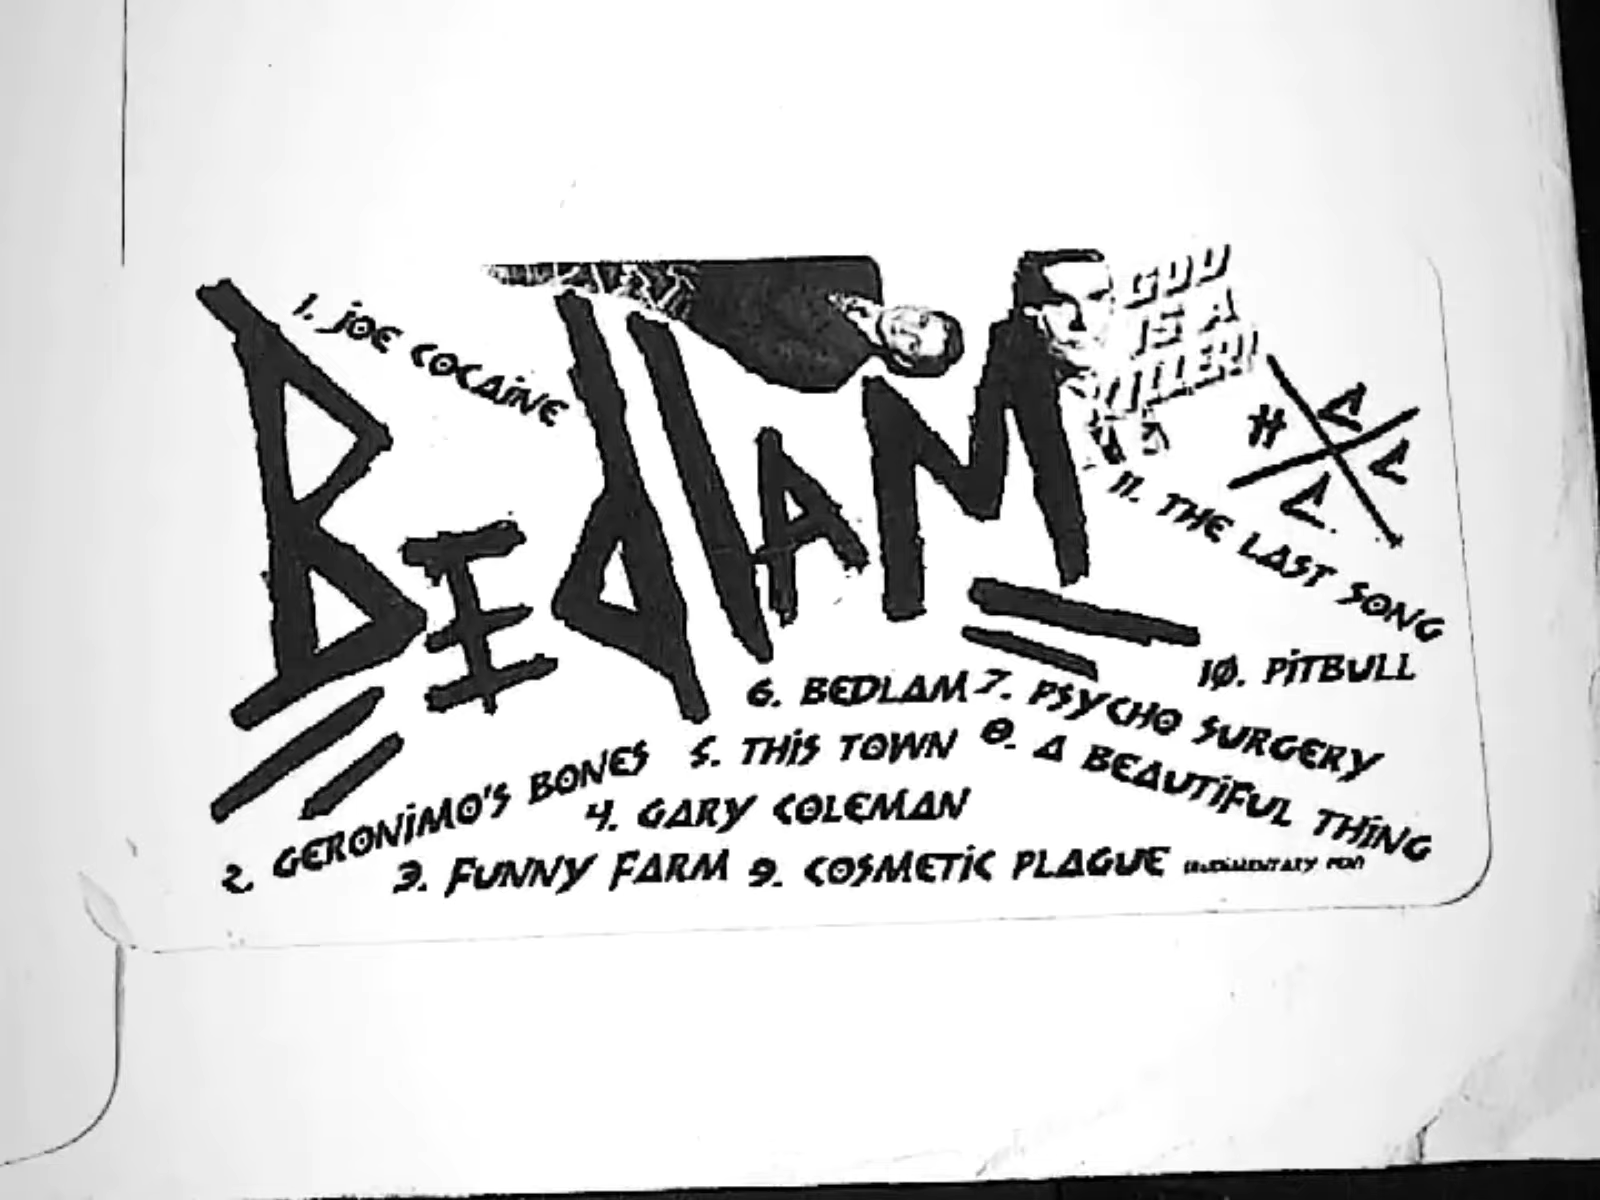 BEDLAM
1. JOE COCAINE
GOD
IS A
KILLER!!
H C C C
11. THE LAST SONG
10. PITBULL
6. BEDLAM 7. PSYCHO SURGERY
5. THIS TOWN 8. A BEAUTIFUL THING
2. GERONIMO'S BONES
4. GARY COLEMAN
3. FUNNY FARM 9. COSMETIC PLAGUE